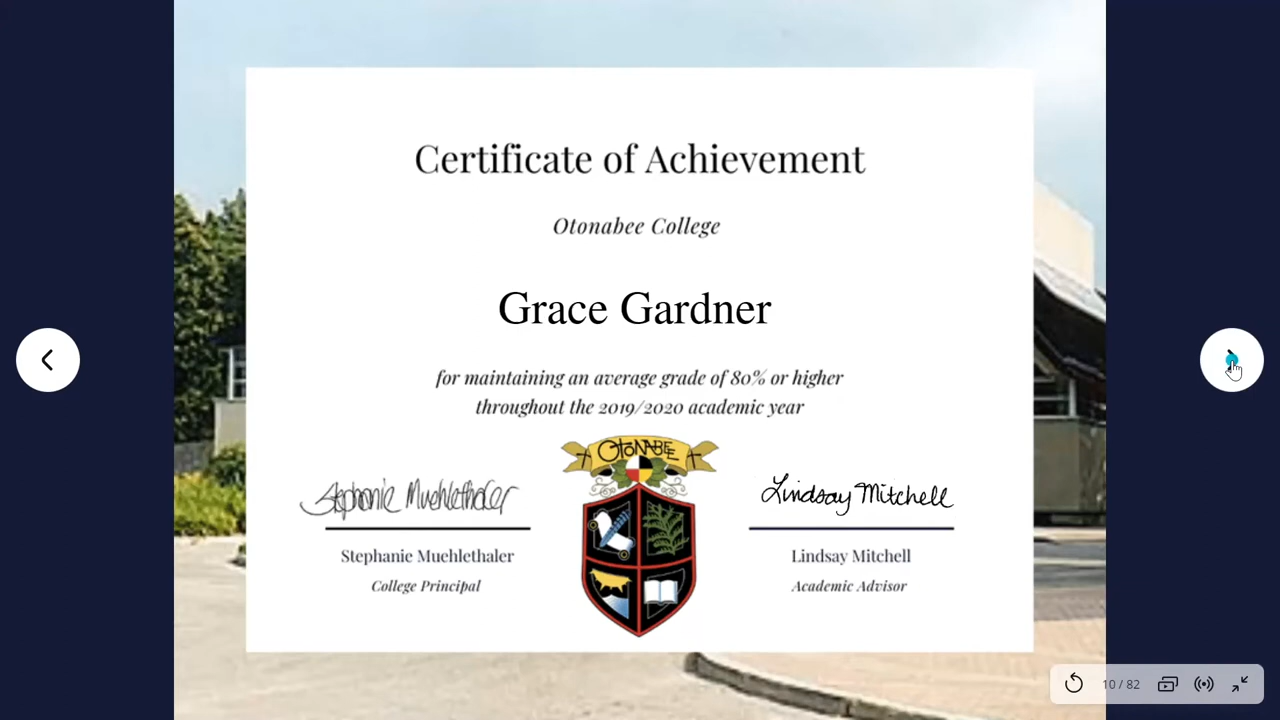 Certificate of Achievement
Otonabee College
Grace Gardner
for maintaining an average grade of 80% or higher
throughout the 2019/2020 academic year
OtoNABEE
Stephanie Muehlethaler
Lindsay Mitchell
Stephanie Muehlethaler
Lindsay Mitchell
College Principal
Academic Advisor
10 / 82